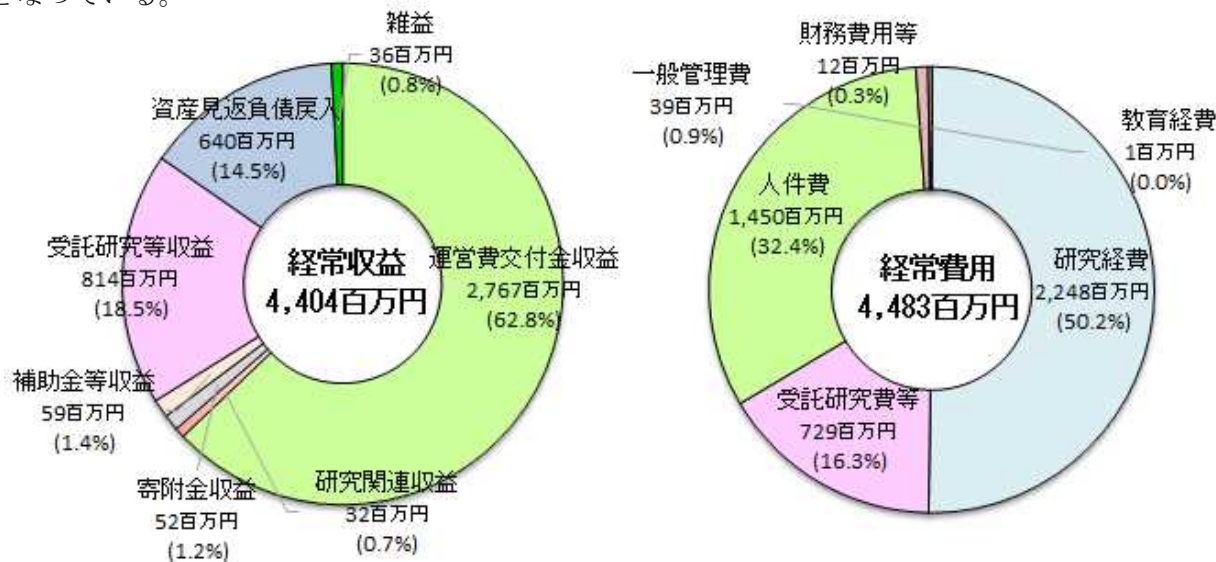 となっている。
雑益
36百万円
(0.8%)
資産見返負債戻入
640百万円
(14.5%)
受託研究等収益
814百万円
(18.5%)
経常収益
4,404百万円
運営費交付金収益
2,767百万円
(62.8%)
補助金等収益
59百万円
(1.4%)
寄附金収益
52百万円
(1.2%)
研究関連収益
32百万円
(0.7%)
財務費用等
12百万円
(0.3%)
一般管理費
39百万円
(0.9%)
教育経費
1百万円
(0.0%)
人件費
1,450百万円
(32.4%)
経常費用
4,483百万円
研究経費
2,248百万円
(50.2%)
受託研究費等
729百万円
(16.3%)